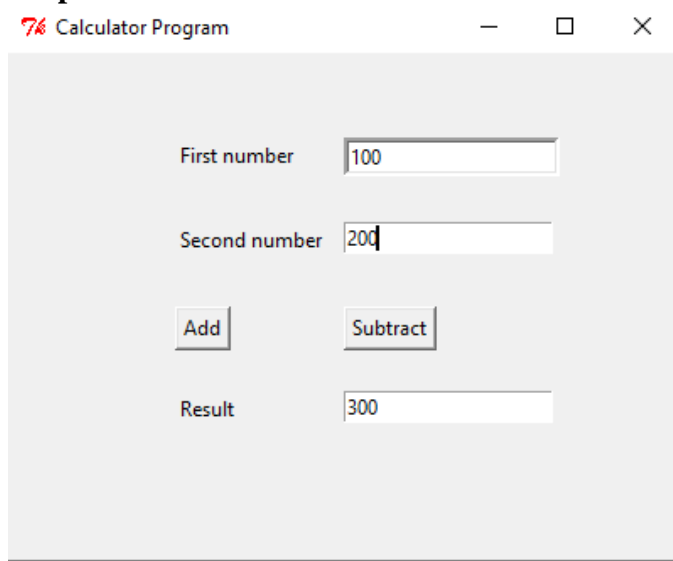 Calculator Program
First number 100
Second number 200
Add Subtract
Result 300